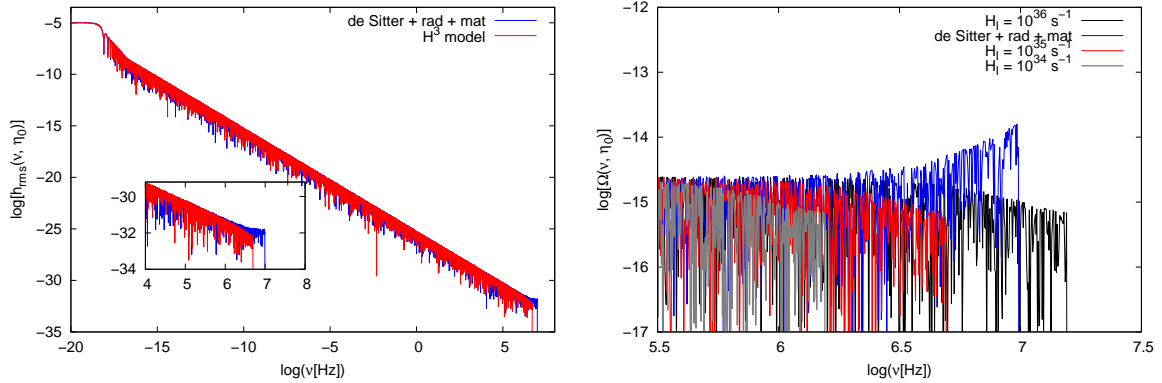 de Sitter + rad + mat
H³ model
log[h_rms(ν, η₀)]
−5
−10
−15
−20
−25
−30
−35
−20 −15 −10 −5 0 5
log(ν[Hz])
−30
−32
−34
4 5 6 7 8
H_I = 10³⁶ s⁻¹
de Sitter + rad + mat
H_I = 10³⁵ s⁻¹
H_I = 10³⁴ s⁻¹
log[Ω(ν, η₀)]
−12
−13
−14
−15
−16
−17
5.5 6 6.5 7 7.5
log(ν[Hz])